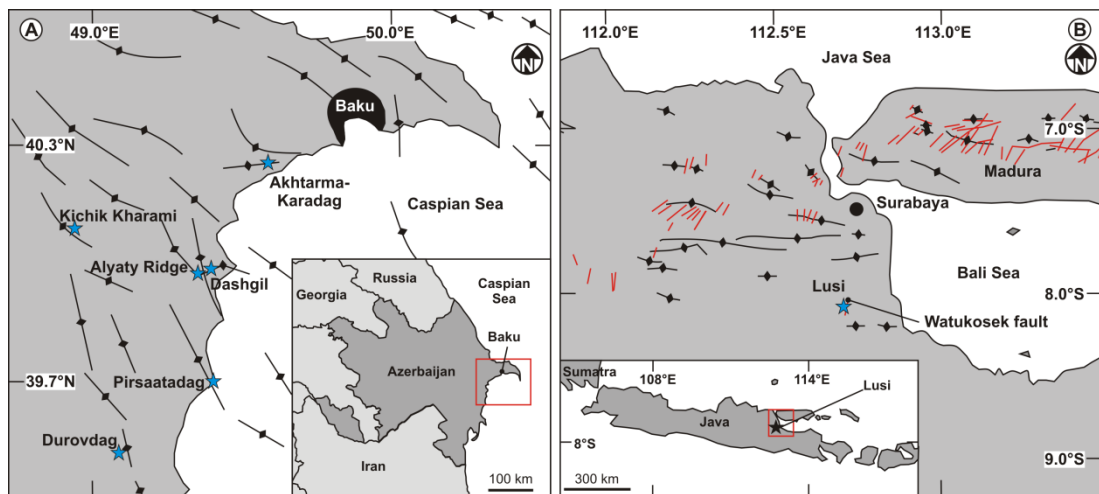 A
49.0°E
50.0°E
N
Baku
40.3°N
Akhtarma-
Karadag
Kichik Kharami
Caspian Sea
Alyaty Ridge
Dashgil
39.7°N
Pirsaatadag
Durovdag
Russia
Georgia
Caspian
Sea
Baku
Azerbaijan
Iran
100 km
B
112.0°E
112.5°E
113.0°E
N
Java Sea
7.0°S
Madura
Surabaya
Bali Sea
Lusi
8.0°S
Watukosek fault
9.0°S
Sumatra
108°E
114°E
Lusi
Java
8°S
300 km